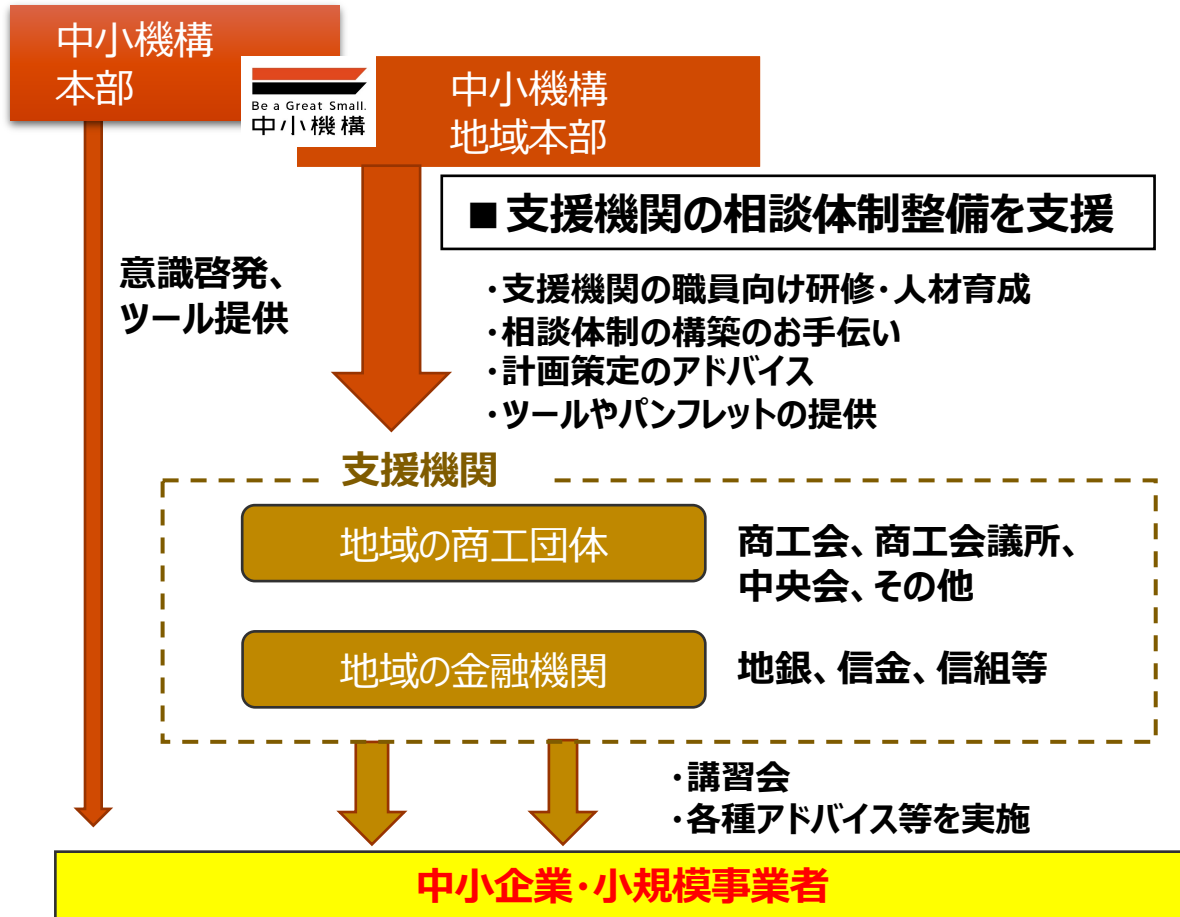 中小機構
本部
Be a Great Small.
中小機構
中小機構
地域本部
■支援機関の相談体制整備を支援
意識啓発、
ツール提供
・支援機関の職員向け研修・人材育成
・相談体制の構築のお手伝い
・計画策定のアドバイス
・ツールやパンフレットの提供
支援機関
地域の商工団体
商工会、商工会議所、
中央会、その他
地域の金融機関
地銀、信金、信組等
・講習会
・各種アドバイス等を実施
中小企業・小規模事業者